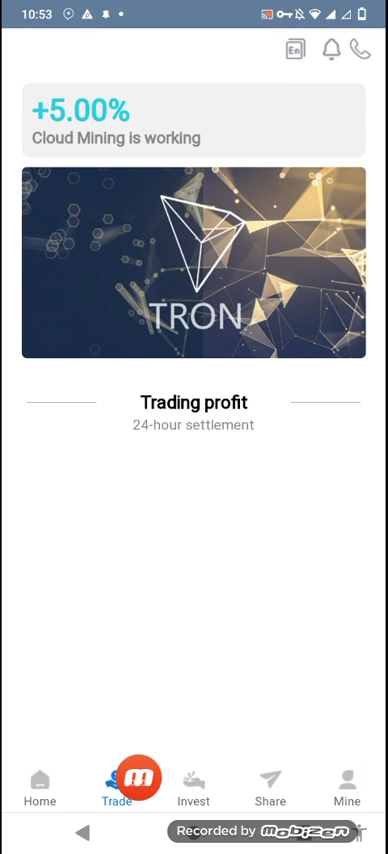 10:53
En
+5.00%
Cloud Mining is working
TRON
Trading profit
24-hour settlement
Home
Trade
Invest
Share
Mine
Recorded by mobizen